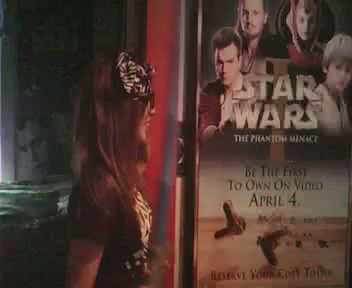 STAR
WARS
THE PHANTOM MENACE
BE THE FIRST
TO OWN ON VIDEO
APRIL 4.
RESERVE YOUR COPY TODAY